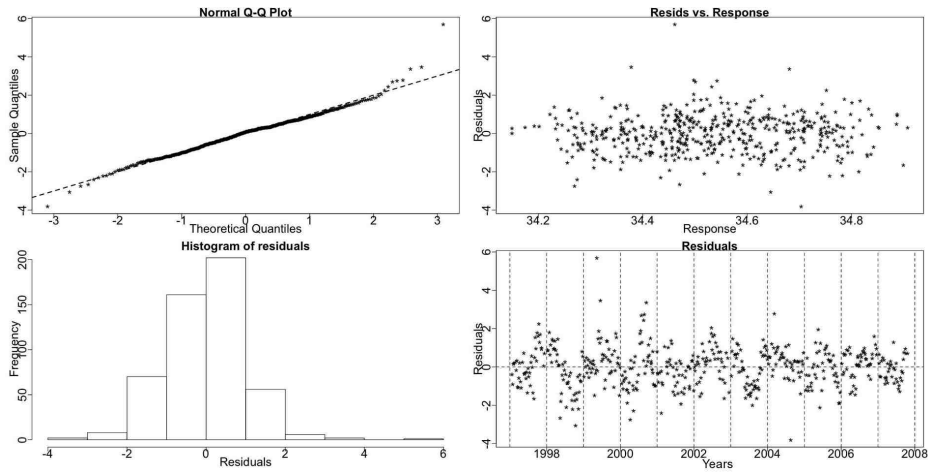 Normal Q-Q Plot
Sample Quantiles
6
4
2
0
-2
-4
-3 -2 -1 0 1 2 3
Theoretical Quantiles
Resids vs. Response
Residuals
6
4
2
0
-2
-4
34.2 34.4 34.6 34.8
Response
Histogram of residuals
Frequency
200
150
100
50
0
-4 -2 0 2 4 6
Residuals
Residuals
Residuals
6
4
2
0
-2
-4
1998 2000 2002 2004 2006 2008
Years